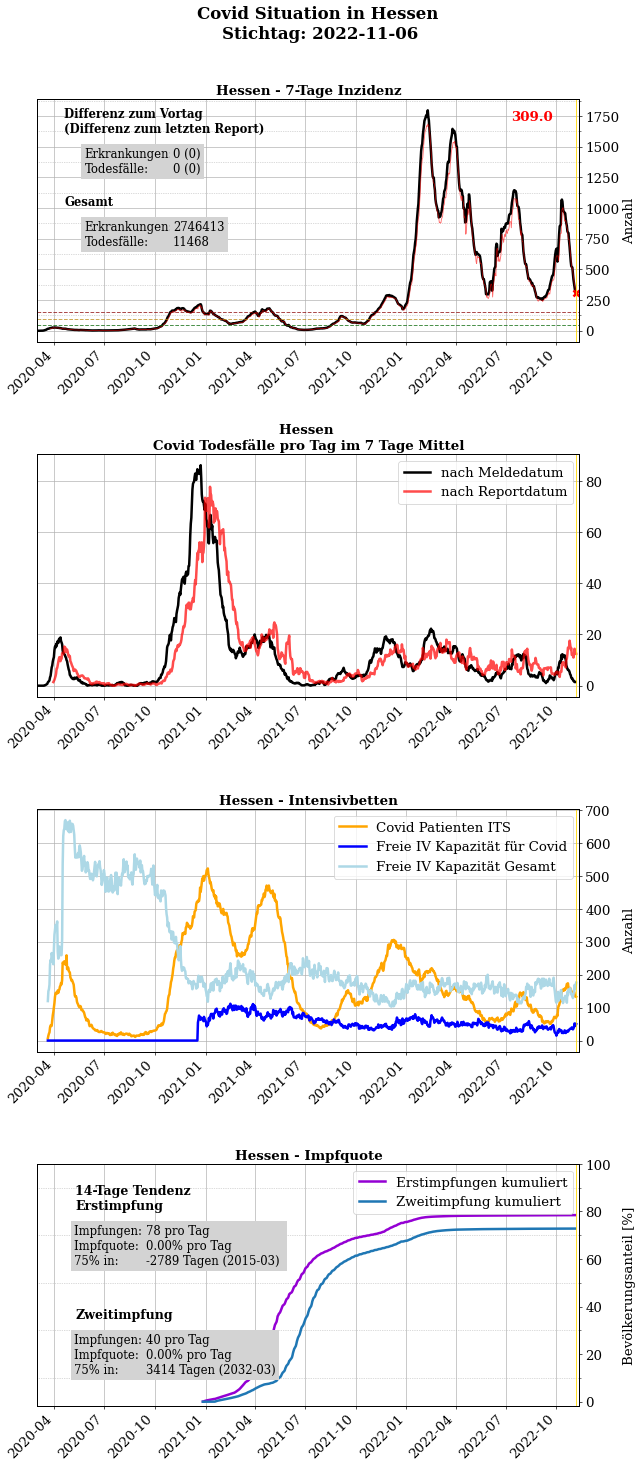 Covid Situation in Hessen
Stichtag: 2022-11-06
Hessen - 7-Tage Inzidenz
Differenz zum Vortag
(Differenz zum letzten Report)
Erkrankungen 0 (0)
Todesfälle: 0 (0)
Gesamt
Erkrankungen 2746413
Todesfälle: 11468
309.0
1750
1500
1250
1000
750
500
250
0
Anzahl
2020-04
2020-07
2020-10
2021-01
2021-04
2021-07
2021-10
2022-01
2022-04
2022-07
2022-10
Hessen
Covid Todesfälle pro Tag im 7 Tage Mittel
nach Meldedatum
nach Reportdatum
80
60
40
20
0
2020-04
2020-07
2020-10
2021-01
2021-04
2021-07
2021-10
2022-01
2022-04
2022-07
2022-10
Hessen - Intensivbetten
Covid Patienten ITS
Freie IV Kapazität für Covid
Freie IV Kapazität Gesamt
700
600
500
400
300
200
100
0
Anzahl
2020-04
2020-07
2020-10
2021-01
2021-04
2021-07
2021-10
2022-01
2022-04
2022-07
2022-10
Hessen - Impfquote
14-Tage Tendenz
Erstimpfung
Impfungen: 78 pro Tag
Impfquote: 0.00% pro Tag
75% in: -2789 Tagen (2015-03)
Zweitimpfung
Impfungen: 40 pro Tag
Impfquote: 0.00% pro Tag
75% in: 3414 Tagen (2032-03)
Erstimpfungen kumuliert
Zweitimpfung kumuliert
100
80
60
40
20
0
Bevölkerungsanteil [%]
2020-04
2020-07
2020-10
2021-01
2021-04
2021-07
2021-10
2022-01
2022-04
2022-07
2022-10